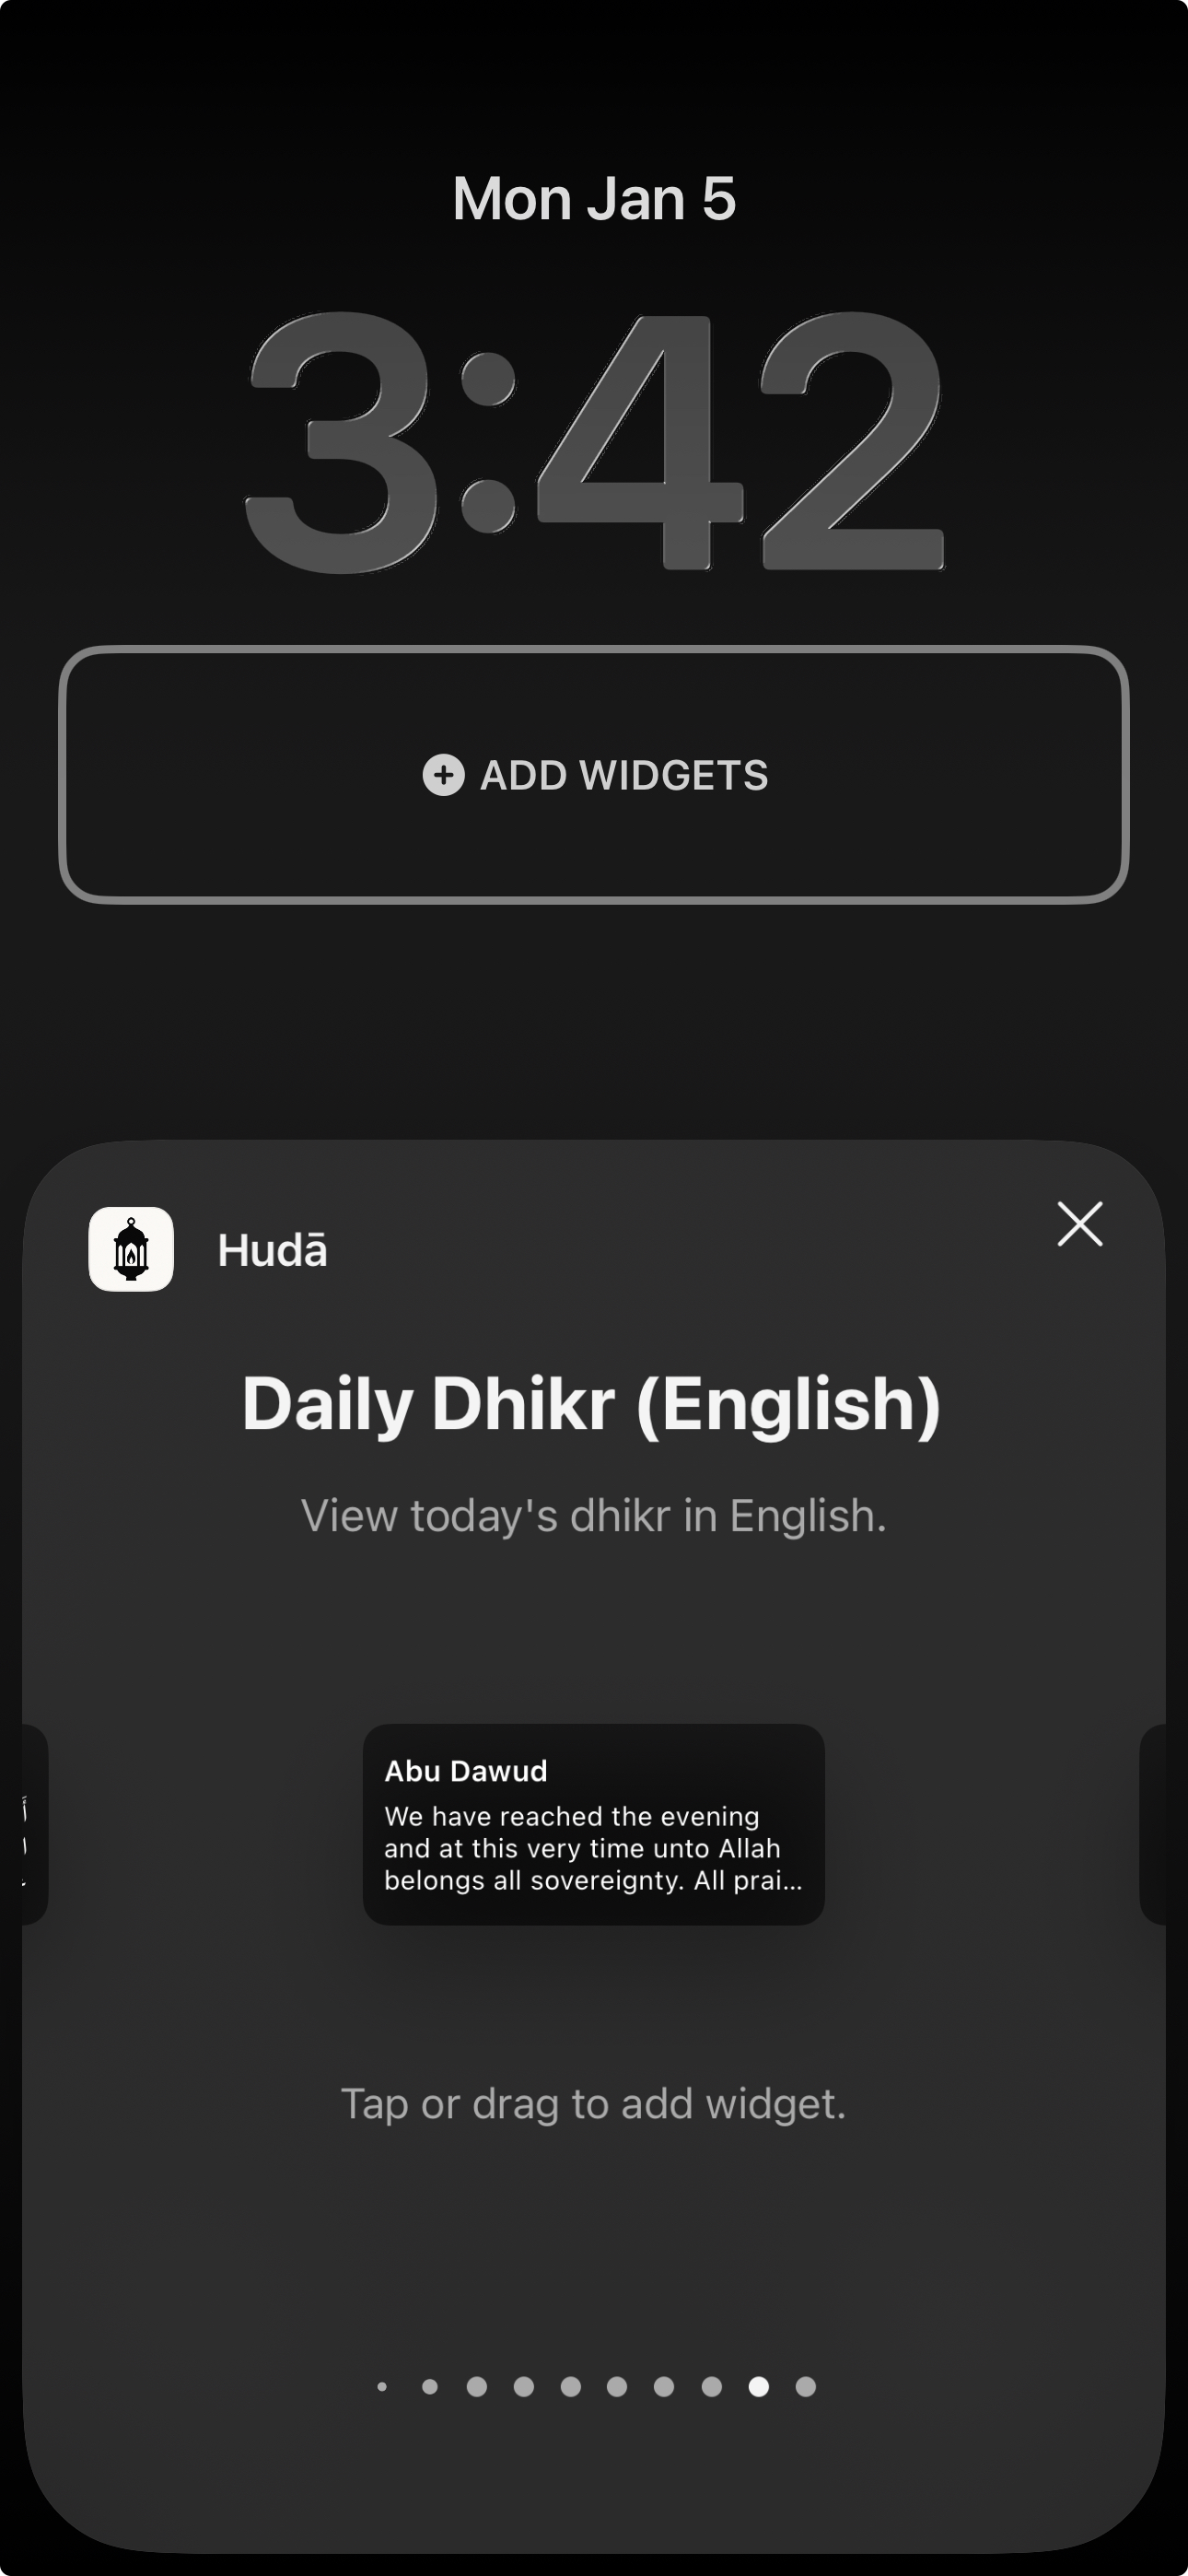 Mon Jan 5
3:42
ADD WIDGETS
Hudā
Daily Dhikr (English)
View today's dhikr in English.
Abu Dawud
We have reached the evening
and at this very time unto Allah
belongs all sovereignty. All prai...
Tap or drag to add widget.